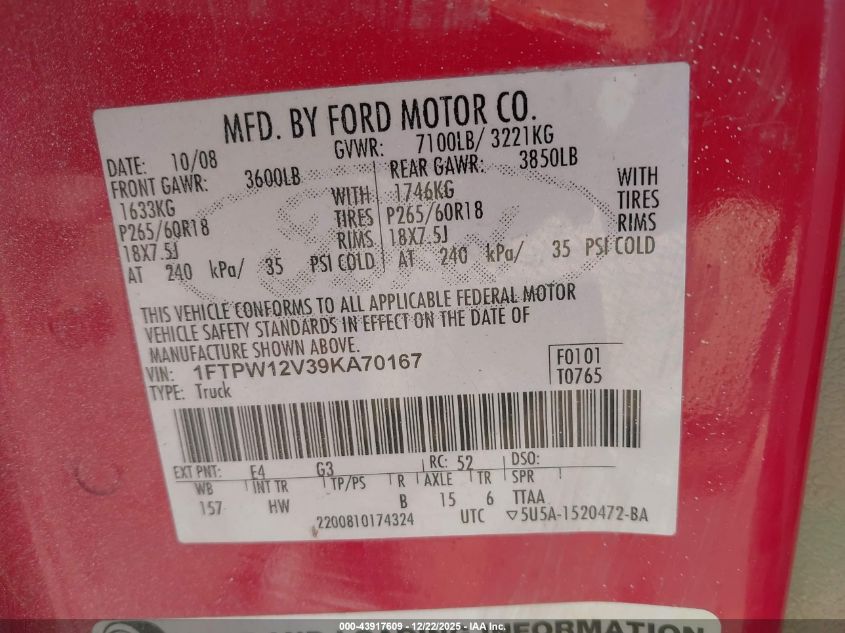 MFD. BY FORD MOTOR CO.
DATE: 10/08 GVWR: 7100LB/ 3221KG
FRONT GAWR: 3600LB REAR GAWR: 3850LB
1633KG WITH 1746KG WITH
P265/60R18 TIRES P265/60R18 TIRES
18X7.5J RIMS 18X7.5J RIMS
AT 240 kPa/ 35 PSI COLD AT 240 kPa/ 35 PSI COLD
THIS VEHICLE CONFORMS TO ALL APPLICABLE FEDERAL MOTOR
VEHICLE SAFETY STANDARDS IN EFFECT ON THE DATE OF
MANUFACTURE SHOWN ABOVE.
VIN: 1FTPW12V39KA70167 F0101
TYPE: Truck T0765
EXT PNT: E4 G3 RC: 52 DSO:
WB INT TR TP/PS R AXLE TR SPR
157 HW B 15 6 TTAA
2200810174324 UTC ▽5U5A-1520472-BA
INFORMATION
000-43917609 - 12/22/2025 - IAA Inc.